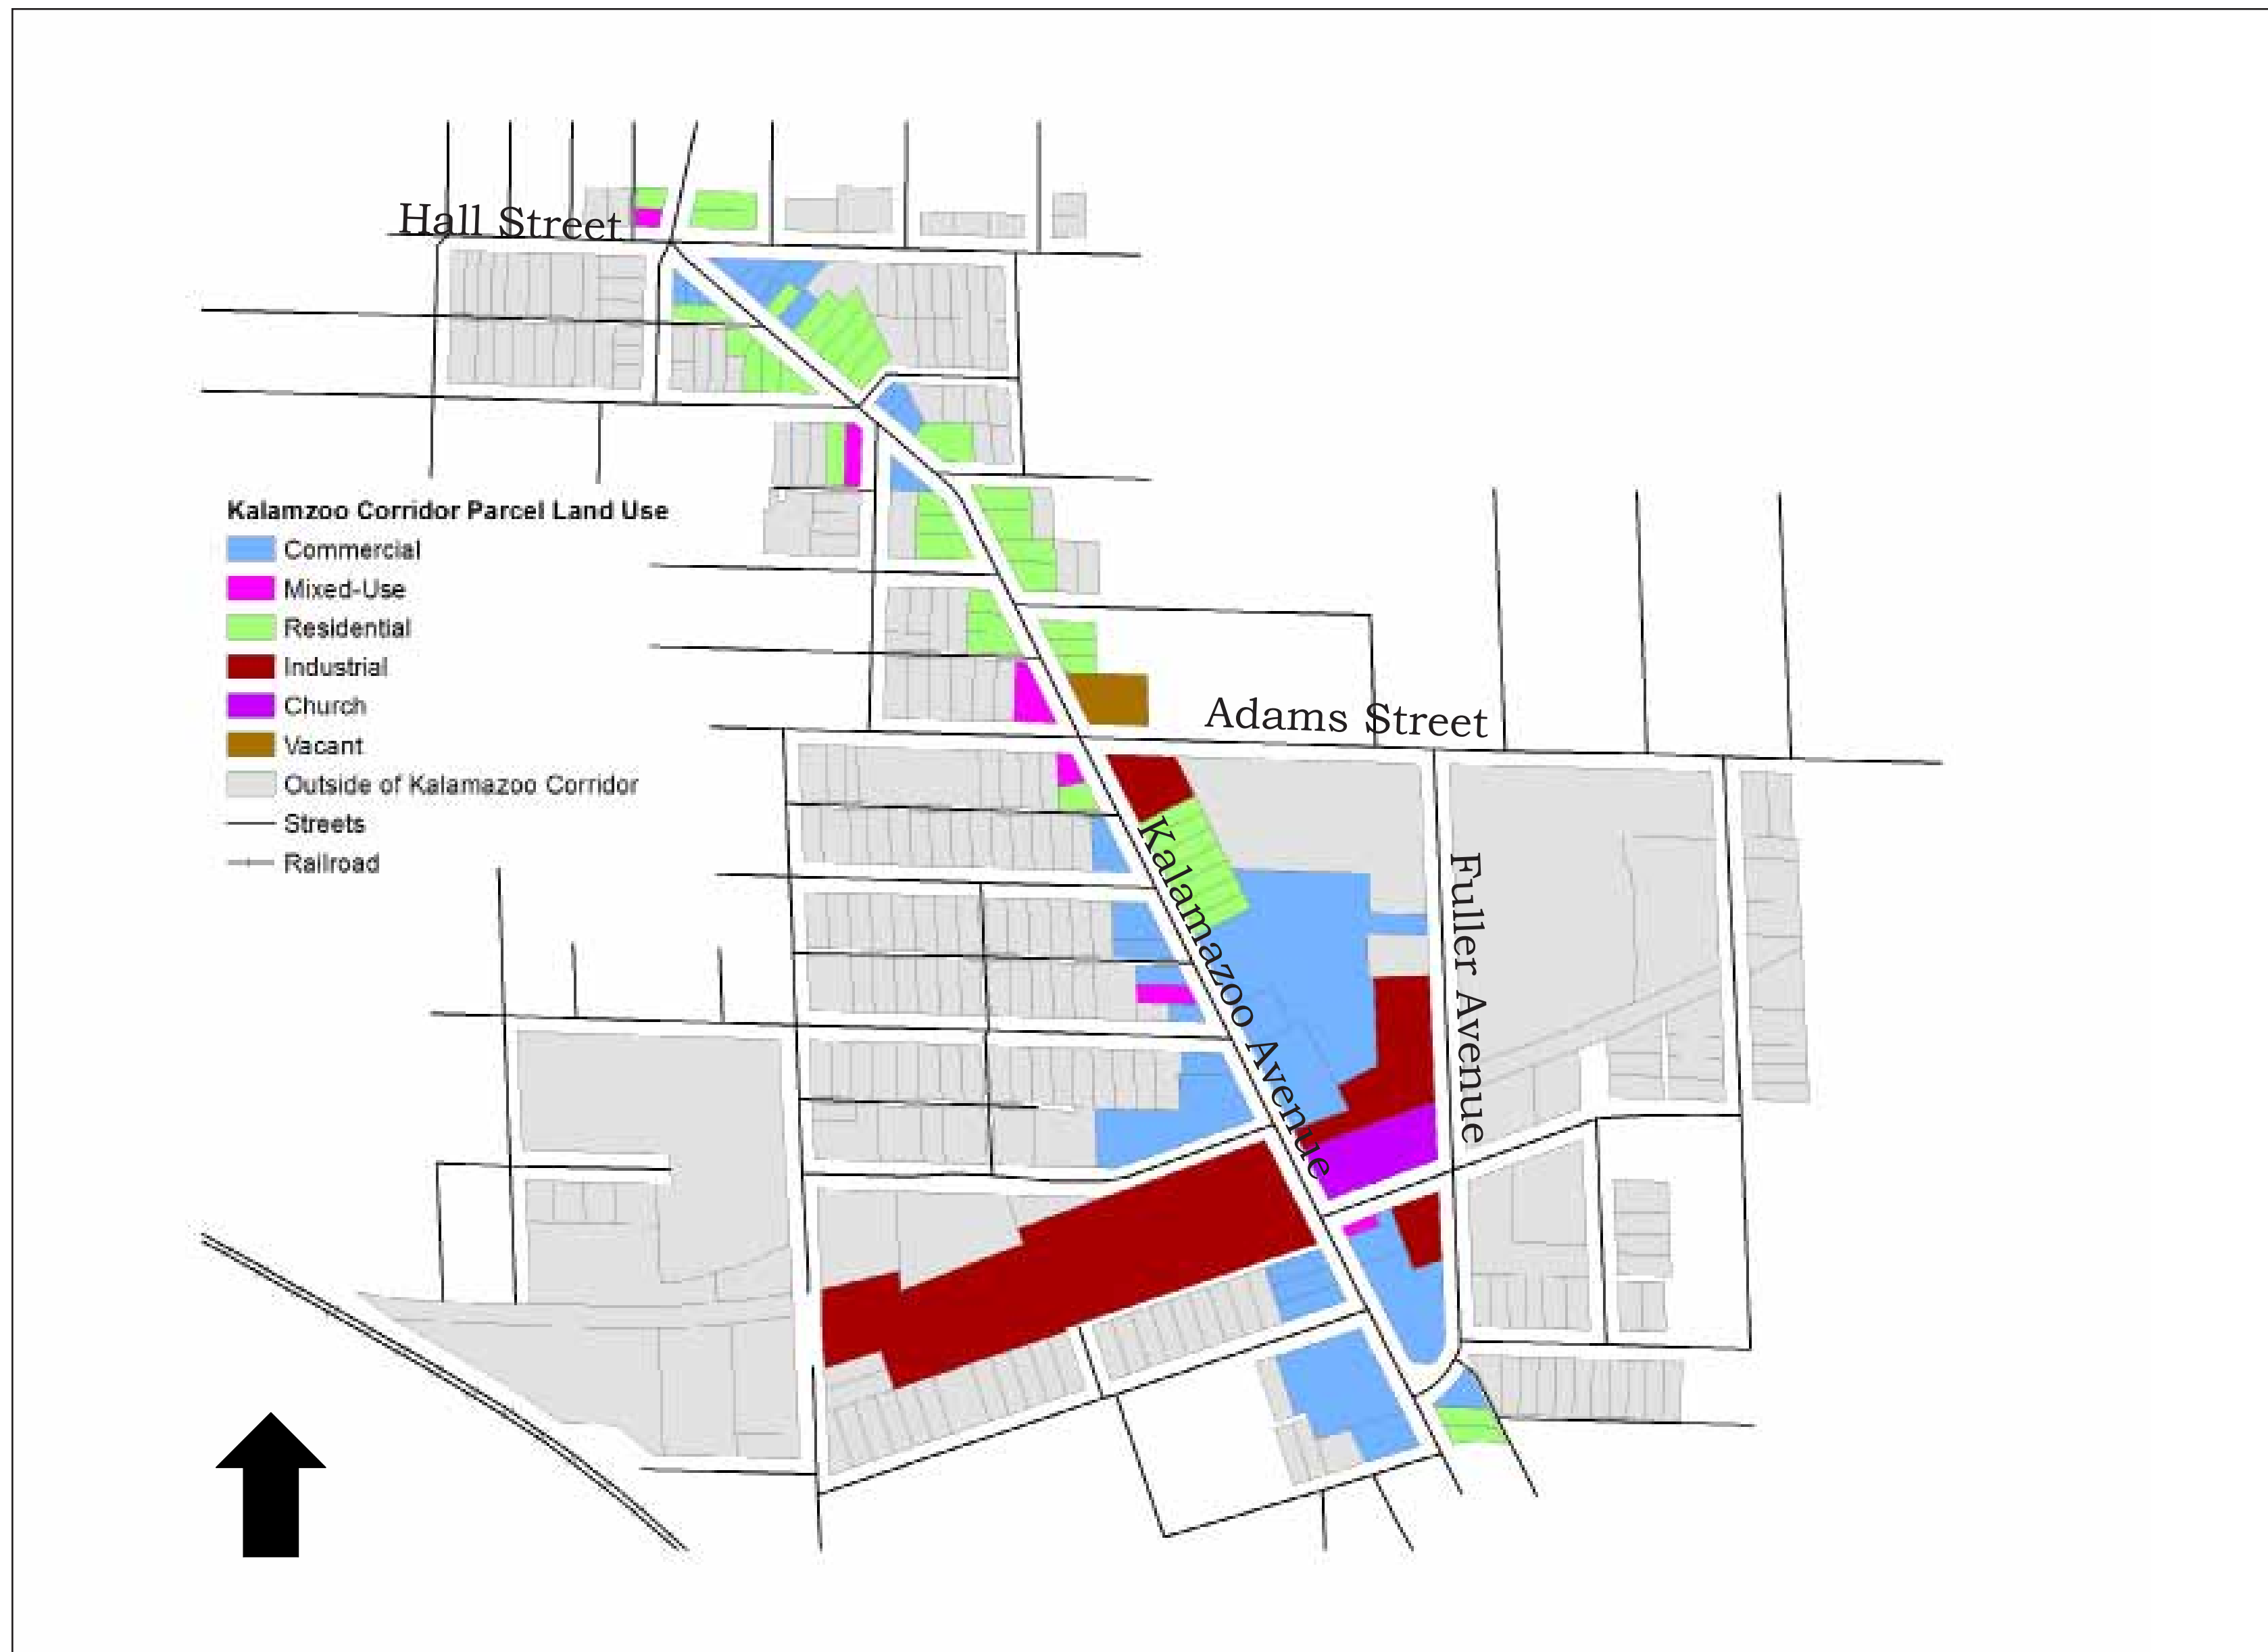 Hall Street
Kalamzoo Corridor Parcel Land Use
Commercial
Mixed-Use
Residential
Industrial
Church
Vacant
Outside of Kalamazoo Corridor
Streets
Railroad
Adams Street
Kalamazoo Avenue
Fuller Avenue